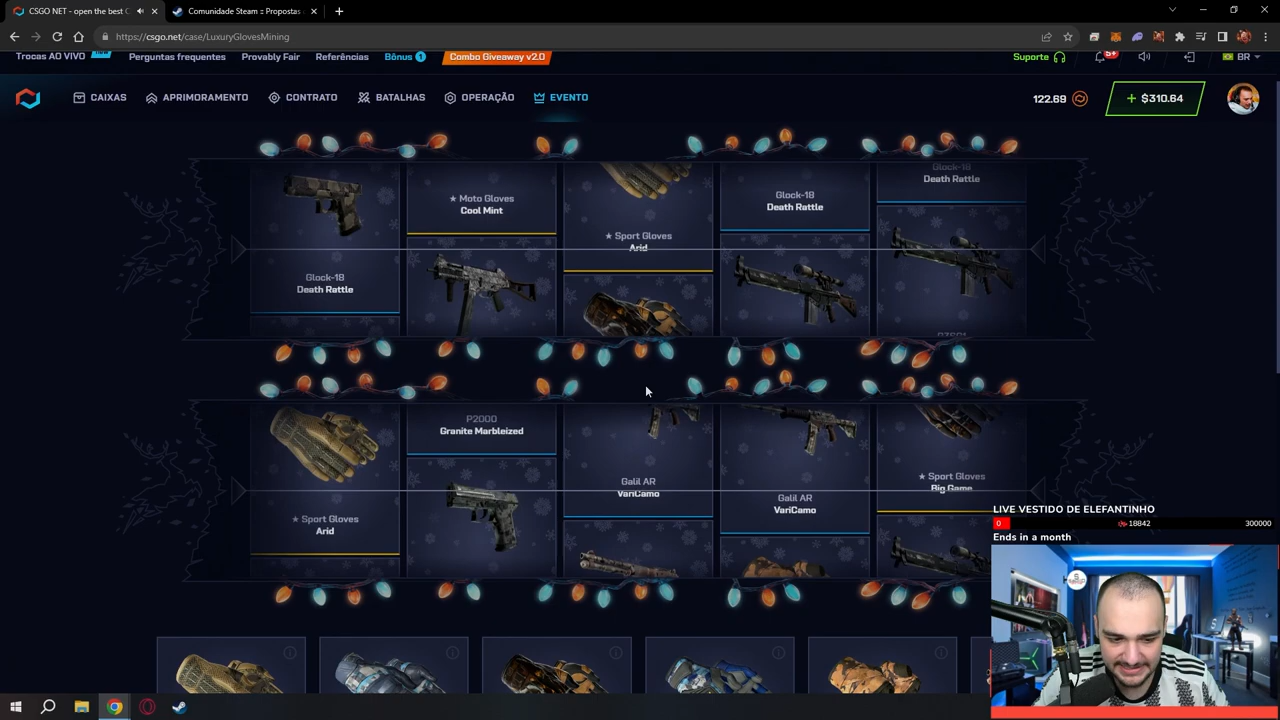 CSGO NET - open the best C
Comunidade Steam :: Propostas
https://csgo.net/case/LuxuryGlovesMining
Trocas AO VIVO
Perguntas frequentes
Provably Fair
Referências
Bônus 1
Combo Giveaway v2.0
Suporte
5+
BR
CAIXAS
APRIMORAMENTO
CONTRATO
BATALHAS
OPERAÇÃO
EVENTO
122.69
+ $310.64
Glock-18
Death Rattle
★ Moto Gloves
Cool Mint
★ Sport Gloves
Arid
Glock-18
Death Rattle
Glock-18
Death Rattle
★ Sport Gloves
Arid
P2000
Granite Marbleized
Galil AR
VariCamo
Galil AR
VariCamo
★ Sport Gloves
Big Game
LIVE VESTIDO DE ELEFANTINHO
0
18842
300000
Ends in a month